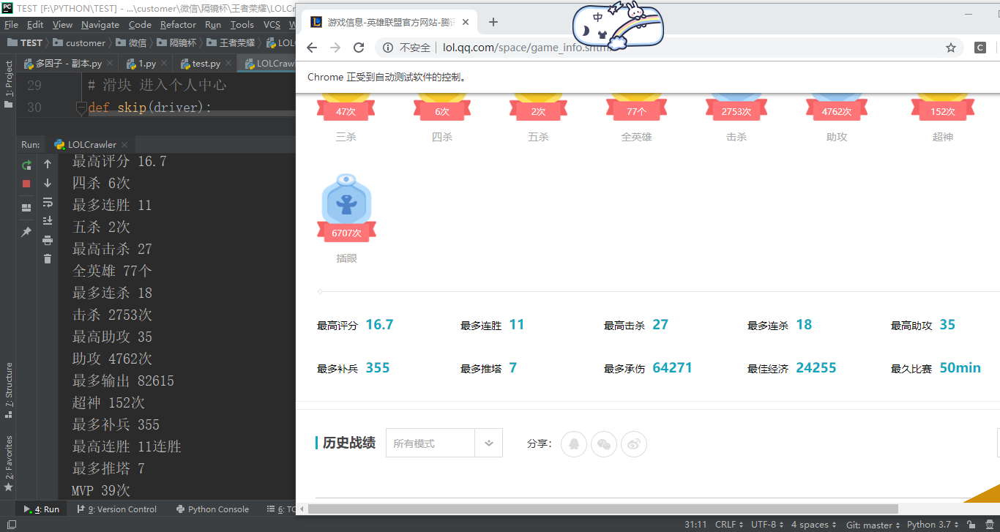 TEST [F:\PYTHON\TEST] - ...\customer\微信\隔镜杯\王者荣耀\LOLCr
File Edit View Navigate Code Refactor Run Tools VCS W
TEST customer 微信 隔镜杯 王者荣耀 LOL
多因子 - 副本.py 1.py test.py LOLCrawl
29 # 滑块 进入个人中心
30 def skip(driver):
Run: LOLCrawler
最高评分 16.7
四杀 6次
最多连胜 11
五杀 2次
最高击杀 27
全英雄 77个
最多连杀 18
击杀 2753次
最高助攻 35
助攻 4762次
最多输出 82615
超神 152次
最多补兵 355
最高连胜 11连胜
最多推塔 7
MVP 39次
1: Project
7: Structure
2: Favorites
4: Run 9: Version Control Python Console 6: TO
31:11 CRLF UTF-8 4 spaces Git: master Python 3.7
游戏信息-英雄联盟官方网站-腾讯
中
不安全 | lol.qq.com/space/game_info.shtml
C
Chrome 正受到自动测试软件的控制。
47次 6次 2次 77个 2753次 4762次 152次
三杀 四杀 五杀 全英雄 击杀 助攻 超神
6707次
插眼
最高评分 16.7 最多连胜 11 最高击杀 27 最多连杀 18 最高助攻 35
最多补兵 355 最多推塔 7 最多承伤 64271 最佳经济 24255 最久比赛 50min
历史战绩 所有模式 分享：